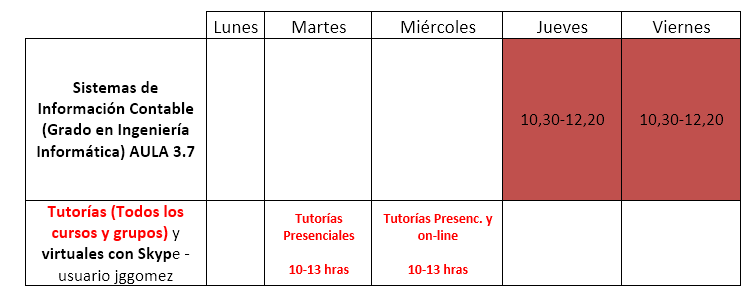 Lunes Martes Miércoles Jueves Viernes
Sistemas de
Información Contable
(Grado en Ingeniería
Informática) AULA 3.7
10,30-12,20 10,30-12,20
Tutorías (Todos los
cursos y grupos) y
virtuales con Skype -
usuario jggomez
Tutorías
Presenciales
10-13 hras
Tutorías Presenc. y
on-line
10-13 hras